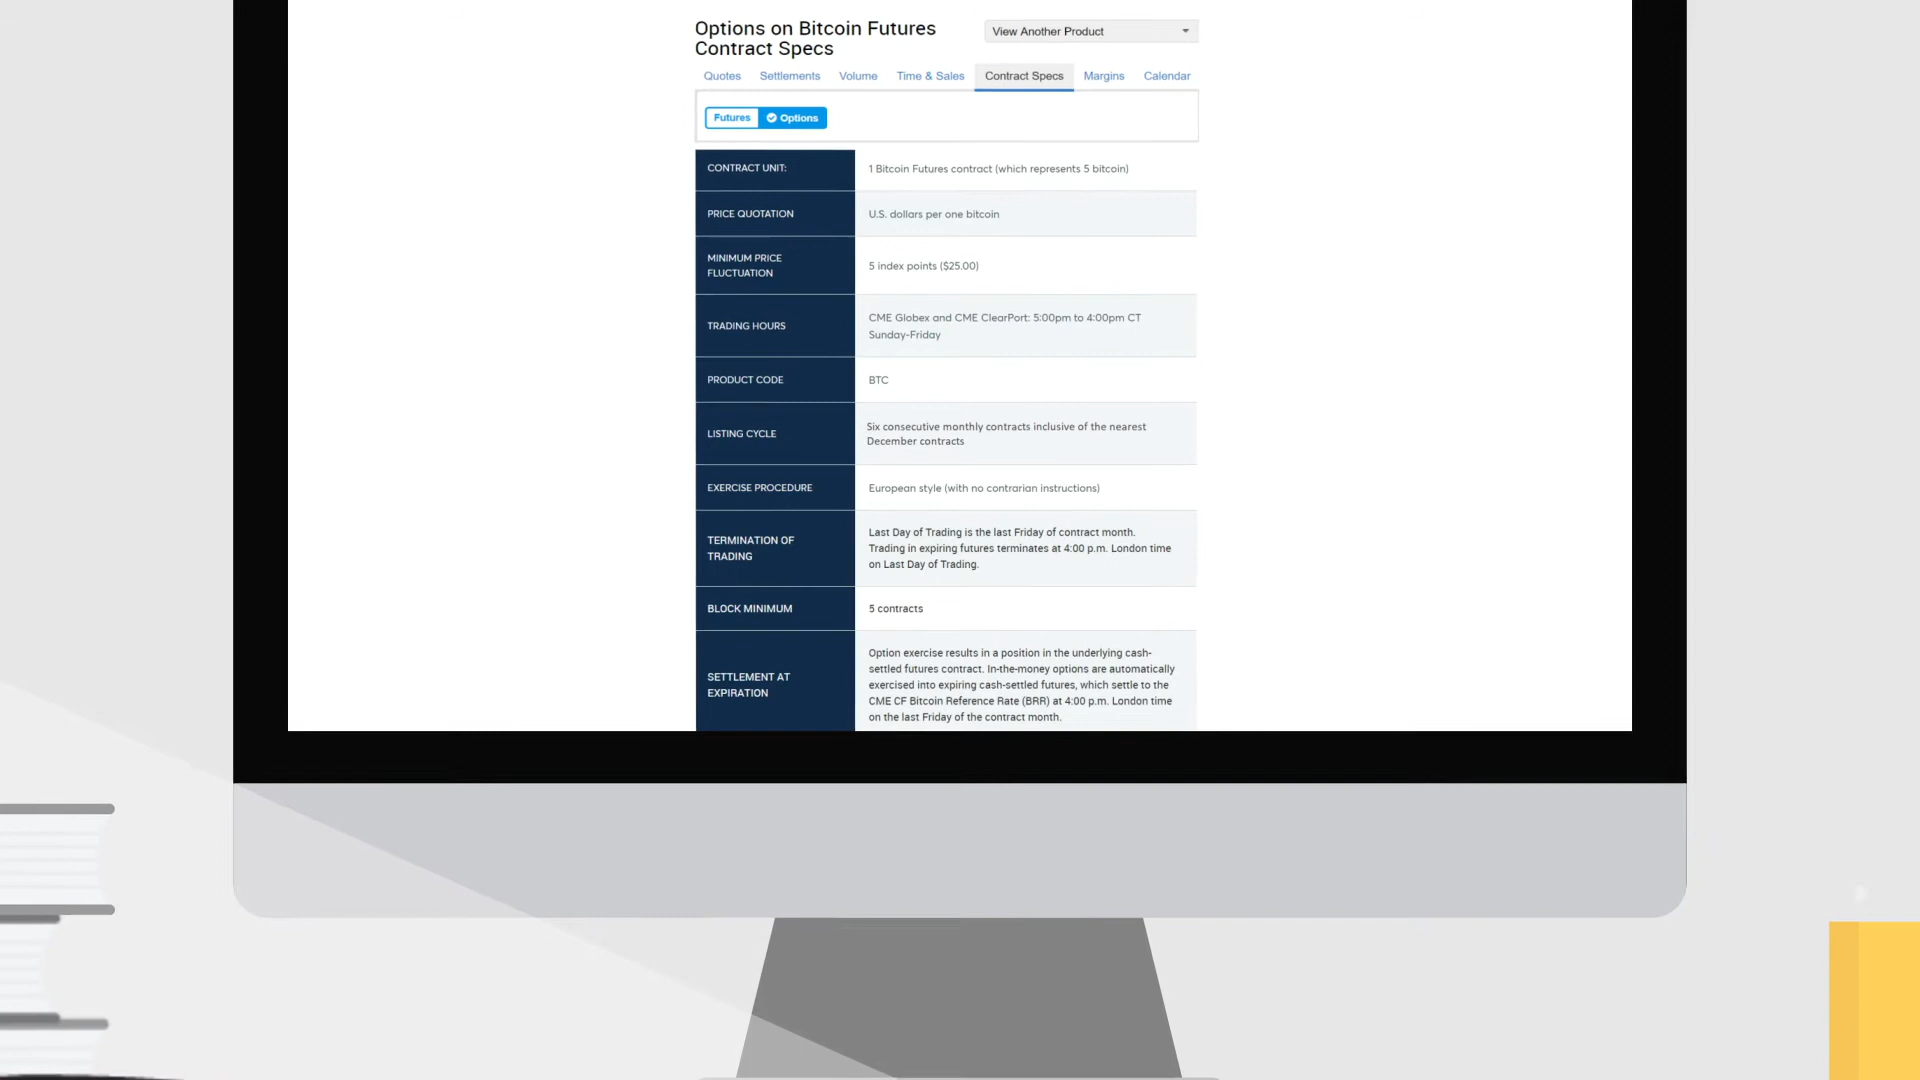 Options on Bitcoin Futures
Contract Specs
View Another Product
Quotes Settlements Volume Time & Sales Contract Specs Margins Calendar
Futures Options
CONTRACT UNIT: 1 Bitcoin Futures contract (which represents 5 bitcoin)
PRICE QUOTATION U.S. dollars per one bitcoin
MINIMUM PRICE
FLUCTUATION
5 index points ($25.00)
TRADING HOURS
CME Globex and CME ClearPort: 5:00pm to 4:00pm CT
Sunday-Friday
PRODUCT CODE BTC
LISTING CYCLE
Six consecutive monthly contracts inclusive of the nearest
December contracts
EXERCISE PROCEDURE European style (with no contrarian instructions)
TERMINATION OF
TRADING
Last Day of Trading is the last Friday of contract month.
Trading in expiring futures terminates at 4:00 p.m. London time
on Last Day of Trading.
BLOCK MINIMUM 5 contracts
SETTLEMENT AT
EXPIRATION
Option exercise results in a position in the underlying cash-
settled futures contract. In-the-money options are automatically
exercised into expiring cash-settled futures, which settle to the
CME CF Bitcoin Reference Rate (BRR) at 4:00 p.m. London time
on the last Friday of the contract month.